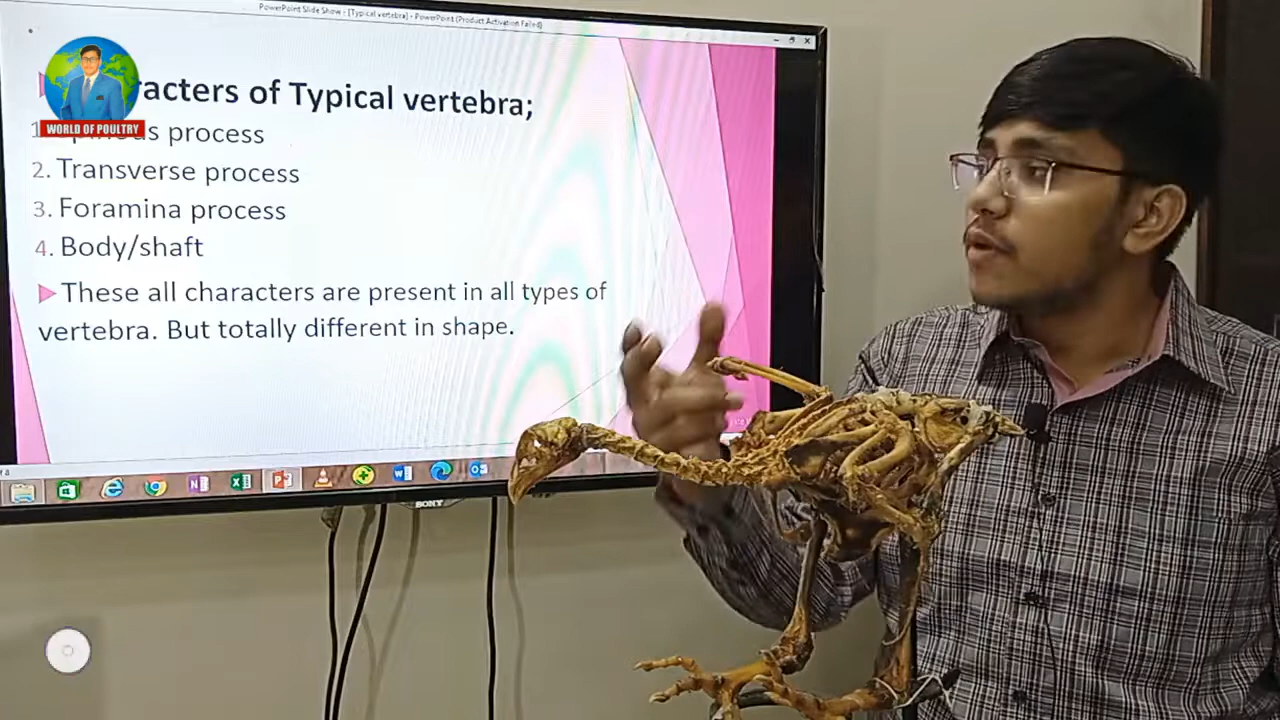 PowerPoint Slide Show - [Typical vertebra] - PowerPoint (Product Activation Failed)
acters of Typical vertebra;
WORLD OF POULTRY
process
2. Transverse process
3. Foramina process
4. Body/shaft
These all characters are present in all types of
vertebra. But totally different in shape.
SONY